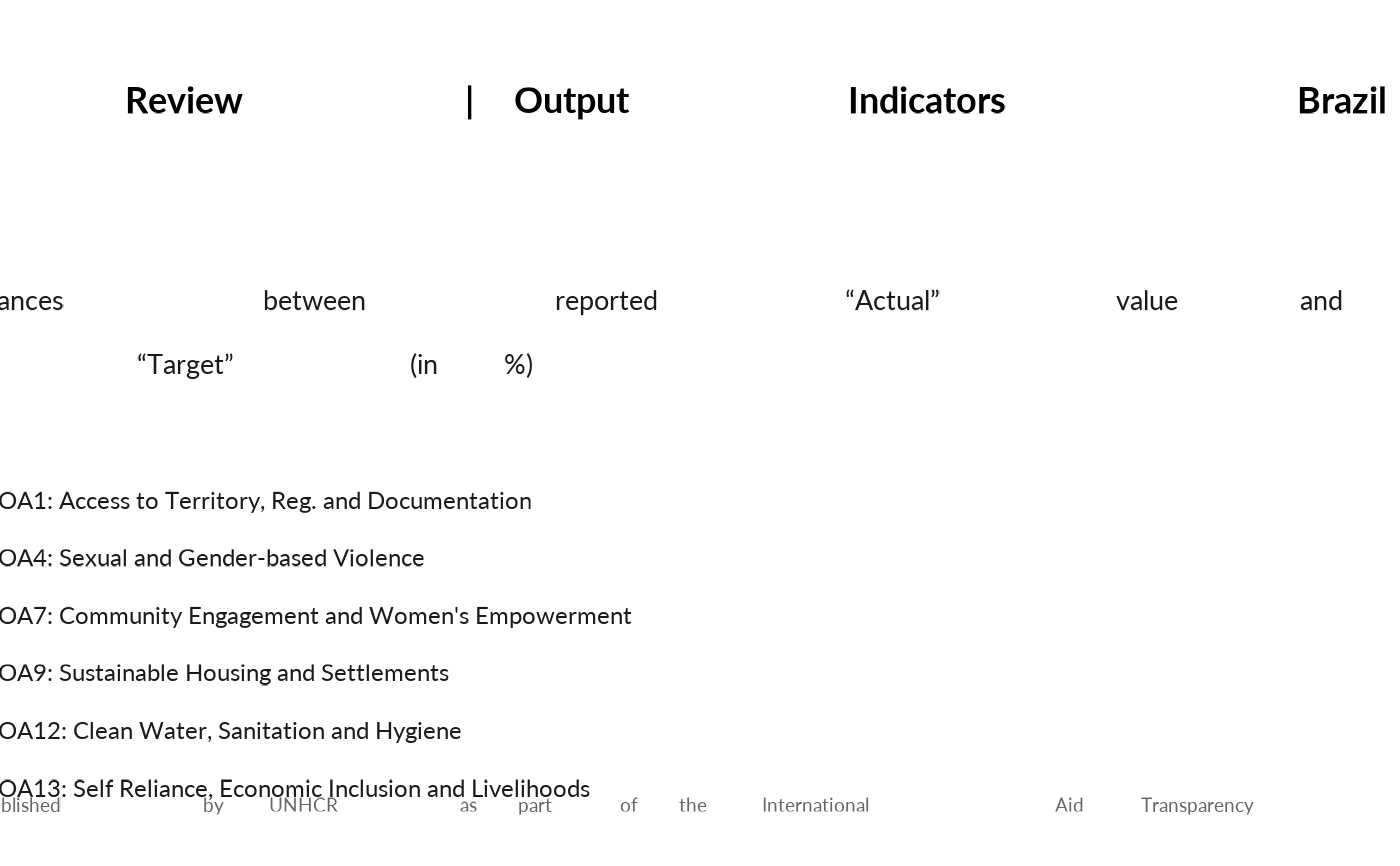 Review | Output Indicators Brazil
ances between reported “Actual” value and
“Target” (in %)
OA1: Access to Territory, Reg. and Documentation
OA4: Sexual and Gender-based Violence
OA7: Community Engagement and Women's Empowerment
OA9: Sustainable Housing and Settlements
OA12: Clean Water, Sanitation and Hygiene
OA13: Self Reliance, Economic Inclusion and Livelihoods
blished by UNHCR as part of the International Aid Transparency